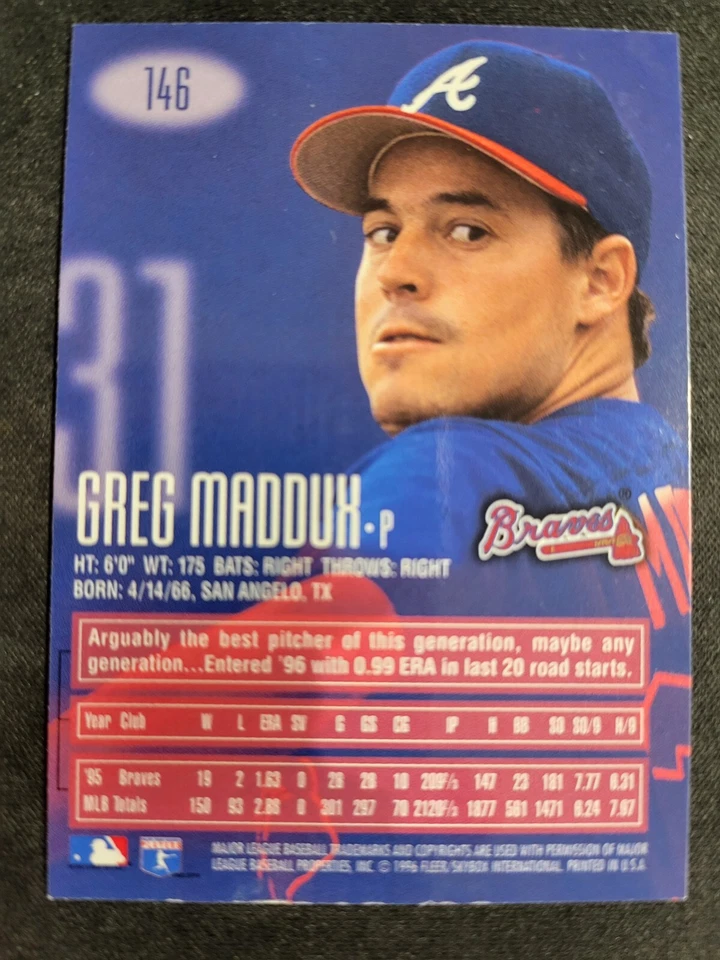 146
A
31
GREG MADDUX • P
Braves®
HT: 6'0" WT: 175 BATS: RIGHT THROWS: RIGHT
BORN: 4/14/66, SAN ANGELO, TX
Arguably the best pitcher of this generation, maybe any
generation...Entered '96 with 0.99 ERA in last 20 road starts.
Year Club W L ERA SV G GS CG IP H BB SO SO/9 H/9
'95 Braves 19 2 1.63 0 28 28 10 209⅔ 147 23 181 7.77 6.31
MLB Totals 150 93 2.88 0 301 297 70 2120⅔ 1877 561 1471 6.24 7.97
MAJOR LEAGUE BASEBALL TRADEMARKS AND COPYRIGHTS ARE USED WITH PERMISSION OF MAJOR
LEAGUE BASEBALL PROPERTIES, INC. © 1996 FLEER/SKYBOX INTERNATIONAL. PRINTED IN U.S.A.